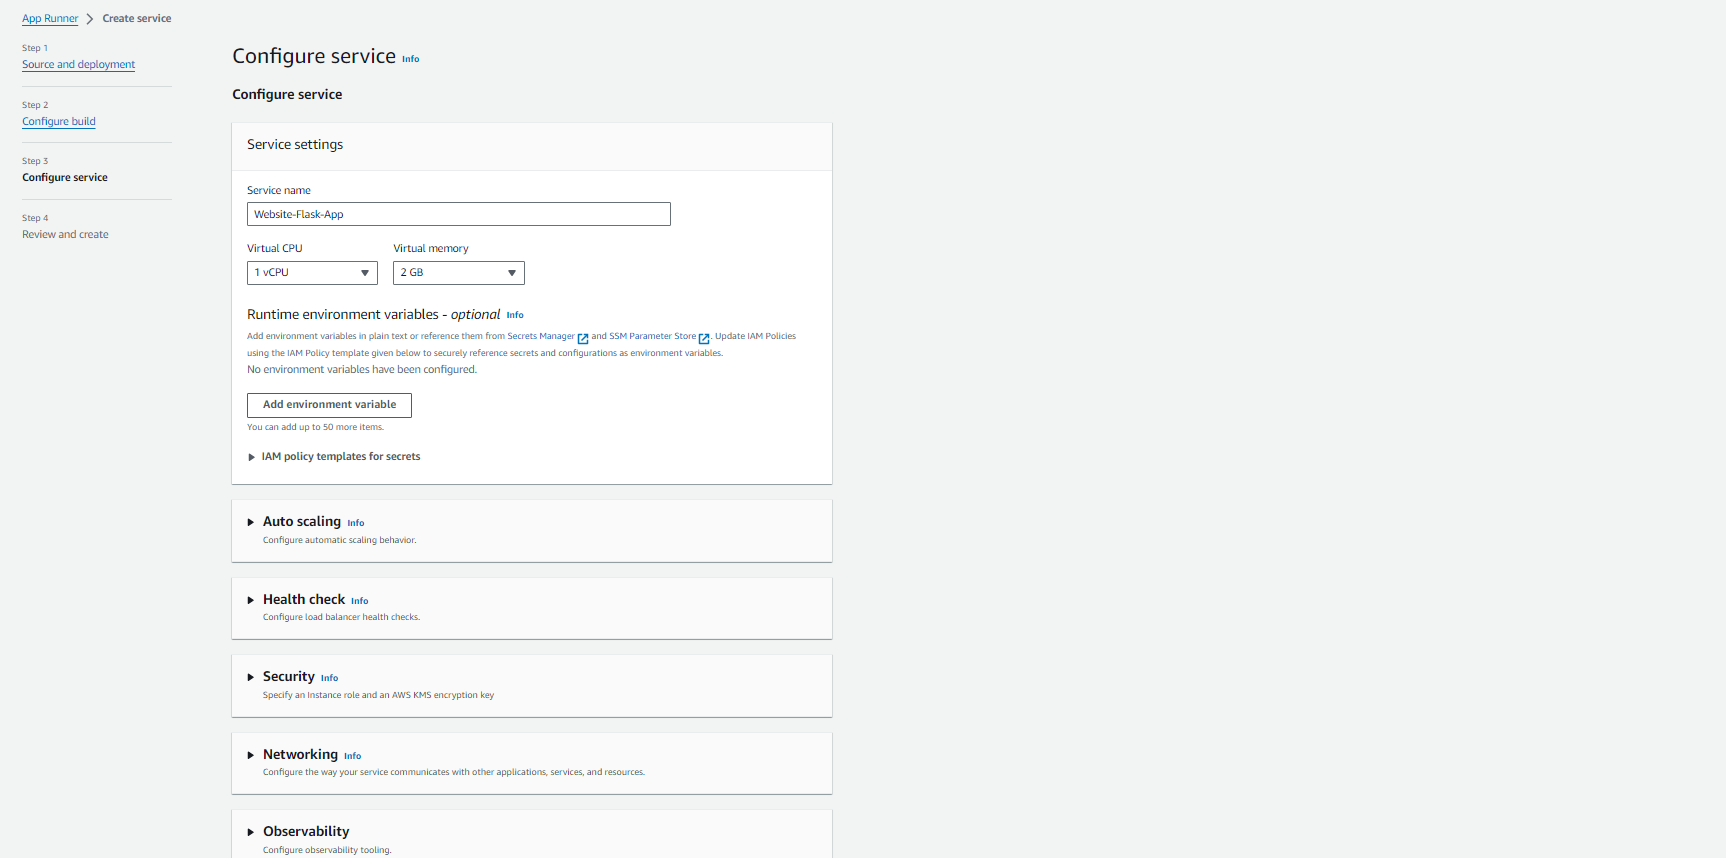 App Runner > Create service
Step 1
Source and deployment
Step 2
Configure build
Step 3
Configure service
Step 4
Review and create
Configure service Info
Configure service
Service settings
Service name
Website-Flask-App
Virtual CPU
Virtual memory
1 vCPU
2 GB
Runtime environment variables - optional Info
Add environment variables in plain text or reference them from Secrets Manager and SSM Parameter Store. Update IAM Policies
using the IAM Policy template given below to securely reference secrets and configurations as environment variables.
No environment variables have been configured.
Add environment variable
You can add up to 50 more items.
IAM policy templates for secrets
Auto scaling Info
Configure automatic scaling behavior.
Health check Info
Configure load balancer health checks.
Security Info
Specify an Instance role and an AWS KMS encryption key
Networking Info
Configure the way your service communicates with other applications, services, and resources.
Observability
Configure observability tooling.